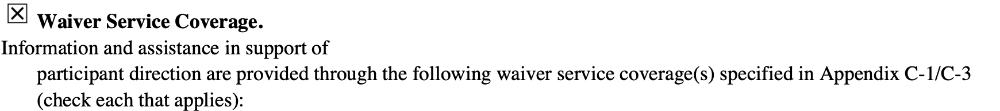 ☒ Waiver Service Coverage.
Information and assistance in support of
participant direction are provided through the following waiver service coverage(s) specified in Appendix C-1/C-3
(check each that applies):